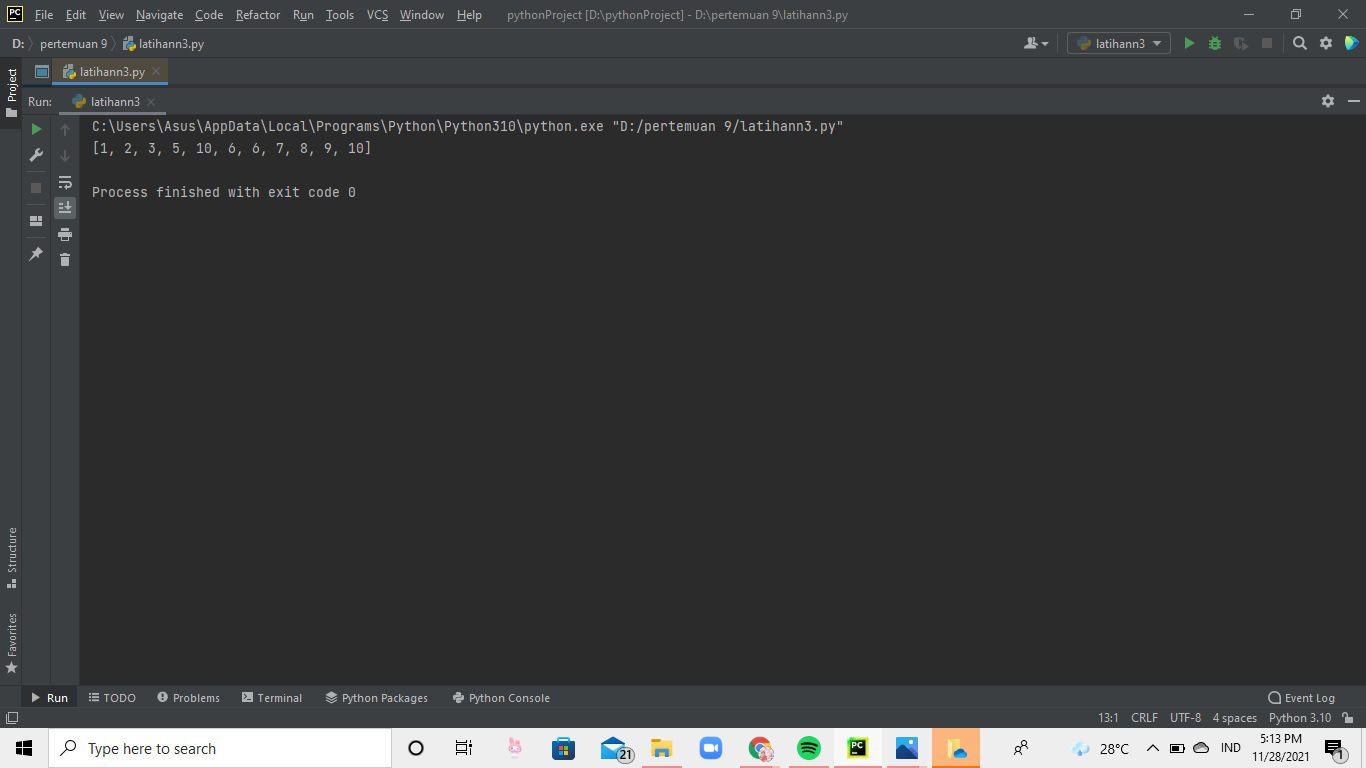 PC File Edit View Navigate Code Refactor Run Tools VCS Window Help pythonProject [D:\pythonProject] - D:\pertemuan 9\latihann3.py
D: pertemuan 9 latihann3.py latihann3
Project
latihann3.py
Run: latihann3
C:\Users\Asus\AppData\Local\Programs\Python\Python310\python.exe "D:/pertemuan 9/latihann3.py"
[1, 2, 3, 5, 10, 6, 6, 7, 8, 9, 10]
Process finished with exit code 0
Structure
Favorites
Run TODO Problems Terminal Python Packages Python Console Event Log
13:1 CRLF UTF-8 4 spaces Python 3.10
Type here to search 21 PC 28°C IND 5:13 PM
11/28/2021 1